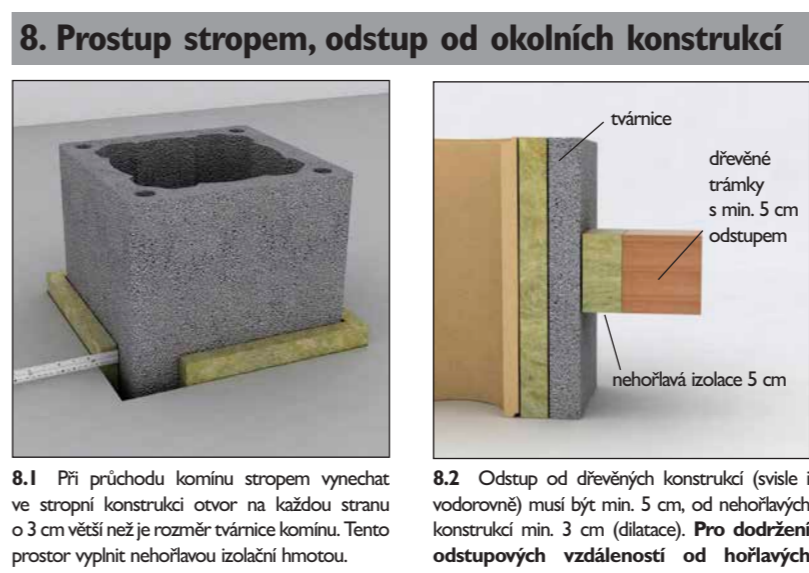 8. Prostup stropem, odstup od okolních konstrukcí
tvárnice
dřevěné
trámky
s min. 5 cm
odstupem
nehořlavá izolace 5 cm
8.1 Při průchodu komínu stropem vynechat
ve stropní konstrukci otvor na každou stranu
o 3 cm větší než je rozměr tvárnice komínu. Tento
prostor vyplnit nehořlavou izolační hmotou.
8.2 Odstup od dřevěných konstrukcí (svisle i
vodorovně) musí být min. 5 cm, od nehořlavých
konstrukcí min. 3 cm (dilatace). Pro dodržení
odstupových vzdáleností od hořlavých